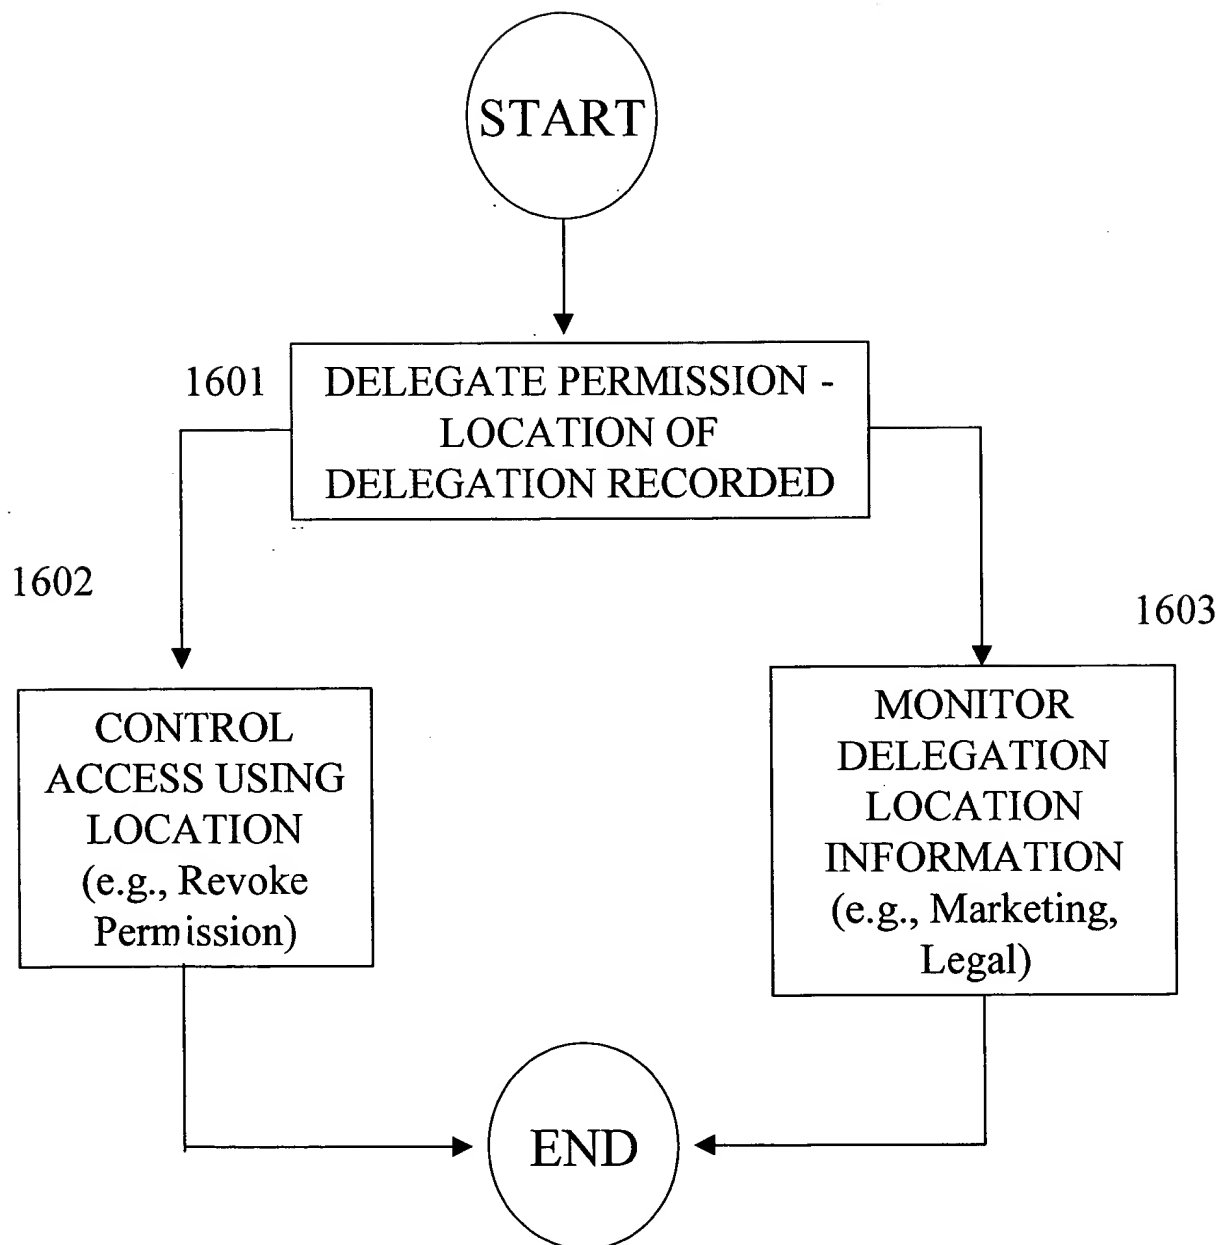 START
1601
DELEGATE PERMISSION -
LOCATION OF
DELEGATION RECORDED
1602
1603
CONTROL
ACCESS USING
LOCATION
(e.g., Revoke
Permission)
MONITOR
DELEGATION
LOCATION
INFORMATION
(e.g., Marketing,
Legal)
END